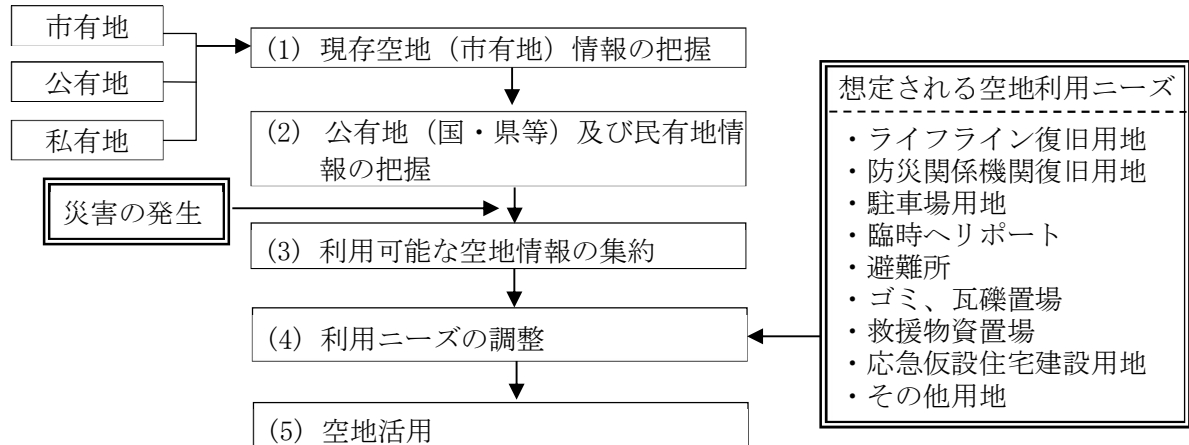 市有地
公有地
私有地
(1) 現存空地（市有地）情報の把握
(2) 公有地（国・県等）及び民有地情
報の把握
災害の発生
(3) 利用可能な空地情報の集約
(4) 利用ニーズの調整
(5) 空地活用
想定される空地利用ニーズ
・ライフライン復旧用地
・防災関係機関復旧用地
・駐車場用地
・臨時ヘリポート
・避難所
・ゴミ、瓦礫置場
・救援物資置場
・応急仮設住宅建設用地
・その他用地